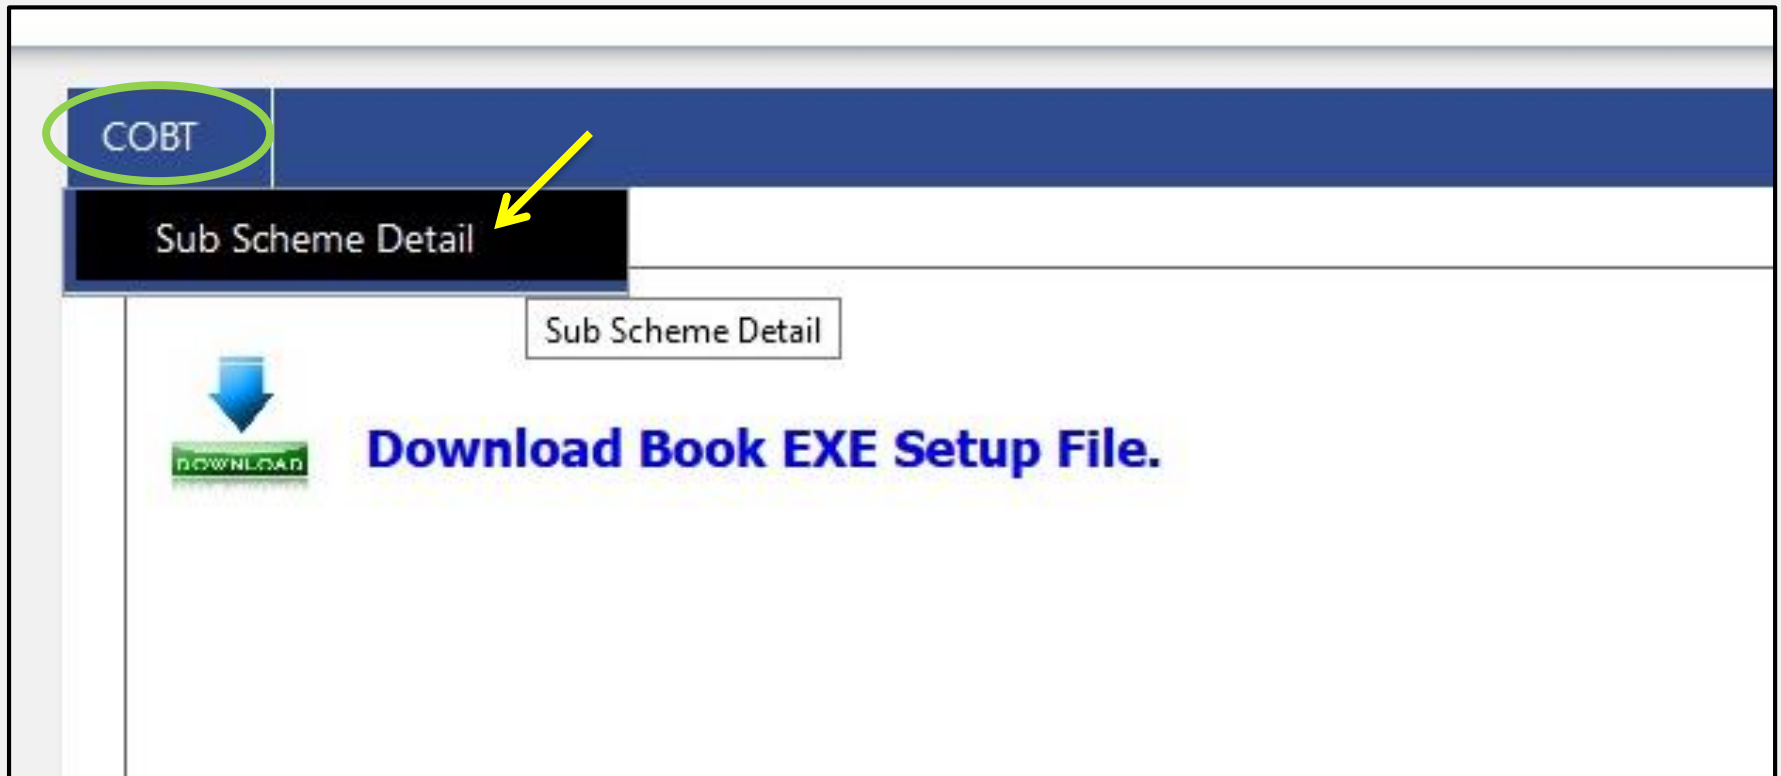 COBT
Sub Scheme Detail
Sub Scheme Detail
DOWNLOAD
Download Book EXE Setup File.